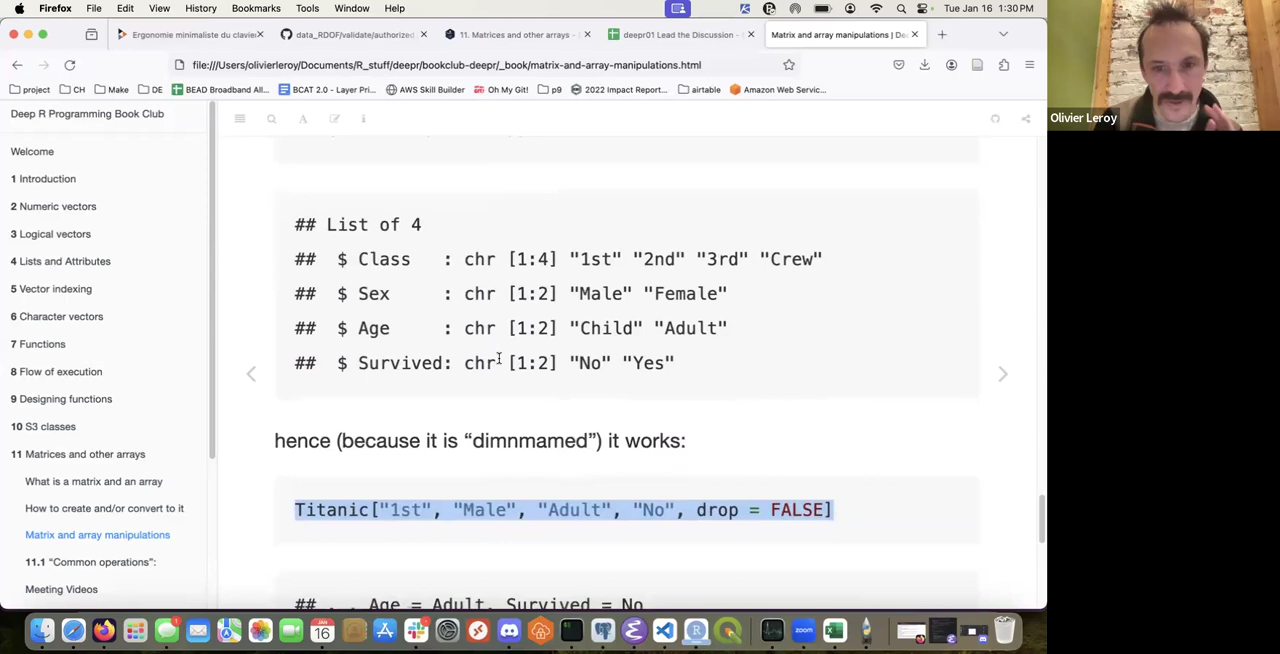 Firefox File Edit View History Bookmarks Tools Window Help Tue Jan 16 1:30 PM
Ergonomie minimaliste du clavier data_RDOF/validate/authorized. 11. Matrices and other arrays - deepr01 Lead the Discussion - Matrix and array manipulations | De
file:///Users/olivierleroy/Documents/R_stuff/deepr/bookclub-deepr/_book/matrix-and-array-manipulations.html
project CH Make DE BEAD Broadband All... BCAT 2.0 - Layer Pri... AWS Skill Builder Oh My Git! p9 2022 Impact Report... airtable Amazon Web Servic...
Deep R Programming Book Club
Welcome
1 Introduction
2 Numeric vectors
3 Logical vectors
4 Lists and Attributes
5 Vector indexing
6 Character vectors
7 Functions
8 Flow of execution
9 Designing functions
10 S3 classes
11 Matrices and other arrays
What is a matrix and an array
How to create and/or convert to it
Matrix and array manipulations
11.1 “Common operations”:
Meeting Videos
## List of 4
## $ Class : chr [1:4] "1st" "2nd" "3rd" "Crew"
## $ Sex : chr [1:2] "Male" "Female"
## $ Age : chr [1:2] "Child" "Adult"
## $ Survived: chr [1:2] "No" "Yes"
hence (because it is “dimnmamed”) it works:
Titanic["1st", "Male", "Adult", "No", drop = FALSE]
## , , Age = Adult, Survived = No
Olivier Leroy
16
zoom